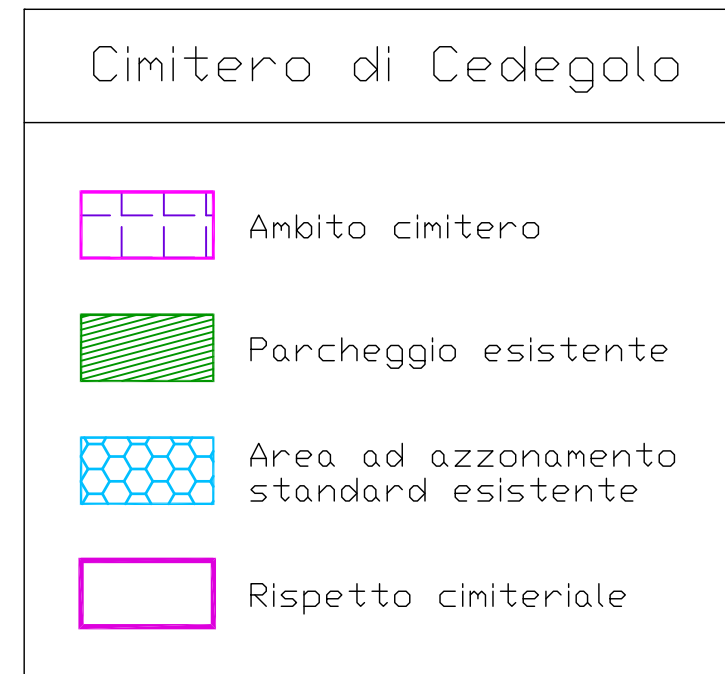 Cimitero di Cedegolo
Ambito cimitero
Parcheggio esistente
Area ad azzonamento
standard esistente
Rispetto cimiteriale